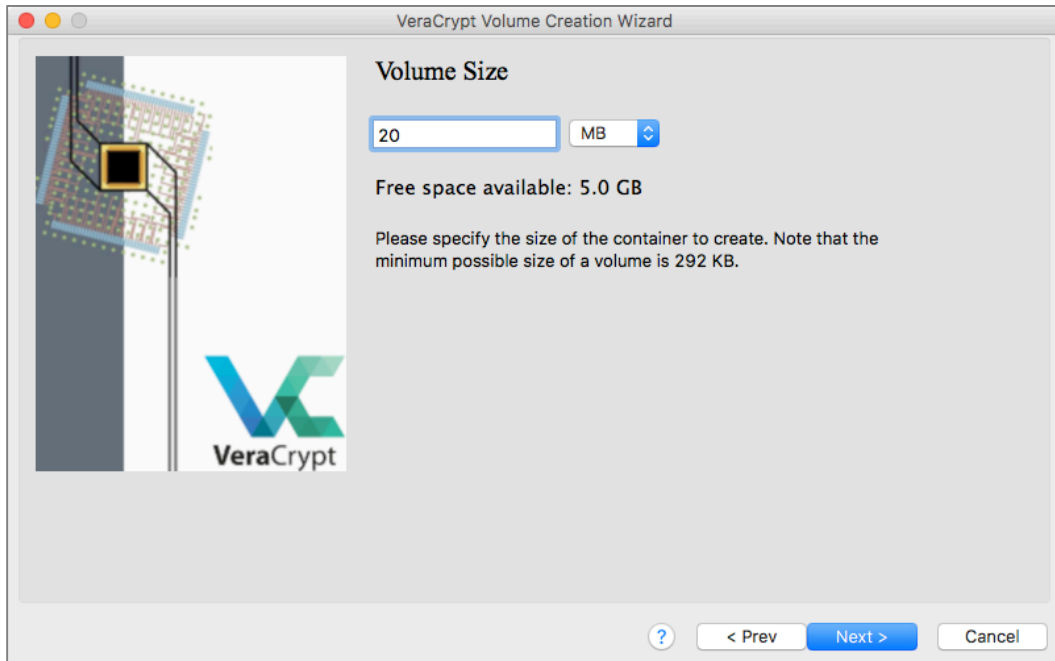 VeraCrypt Volume Creation Wizard
Volume Size
20
MB
Free space available: 5.0 GB
Please specify the size of the container to create. Note that the
minimum possible size of a volume is 292 KB.
VeraCrypt
?
< Prev
Next >
Cancel